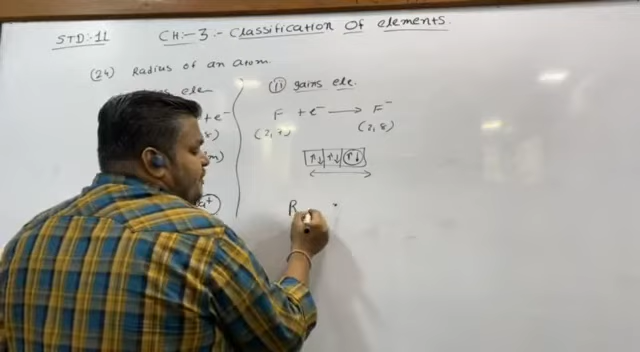 STD:-11 CH:-3:- Classification Of elements.
(24) Radius of an atom.
ele
(11) gains ele.
+e⁻
F + e⁻ → F⁻
(2, 7) (2, 8)
↑↓ ↑↓ ↑↓
R